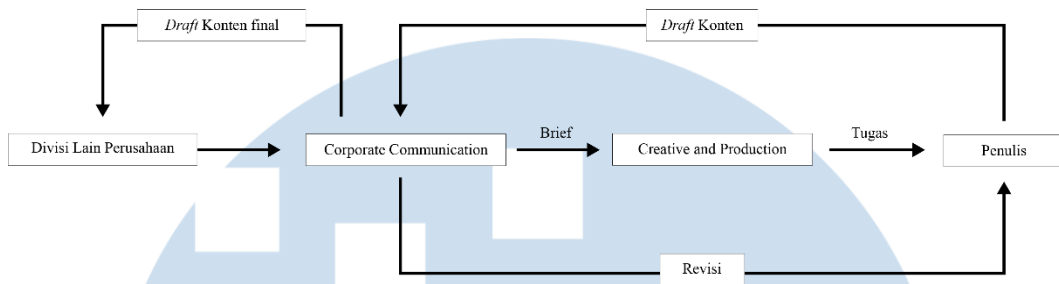 Draft Konten final
Draft Konten
Divisi Lain Perusahaan
Corporate Communication
Brief
Creative and Production
Tugas
Penulis
Revisi